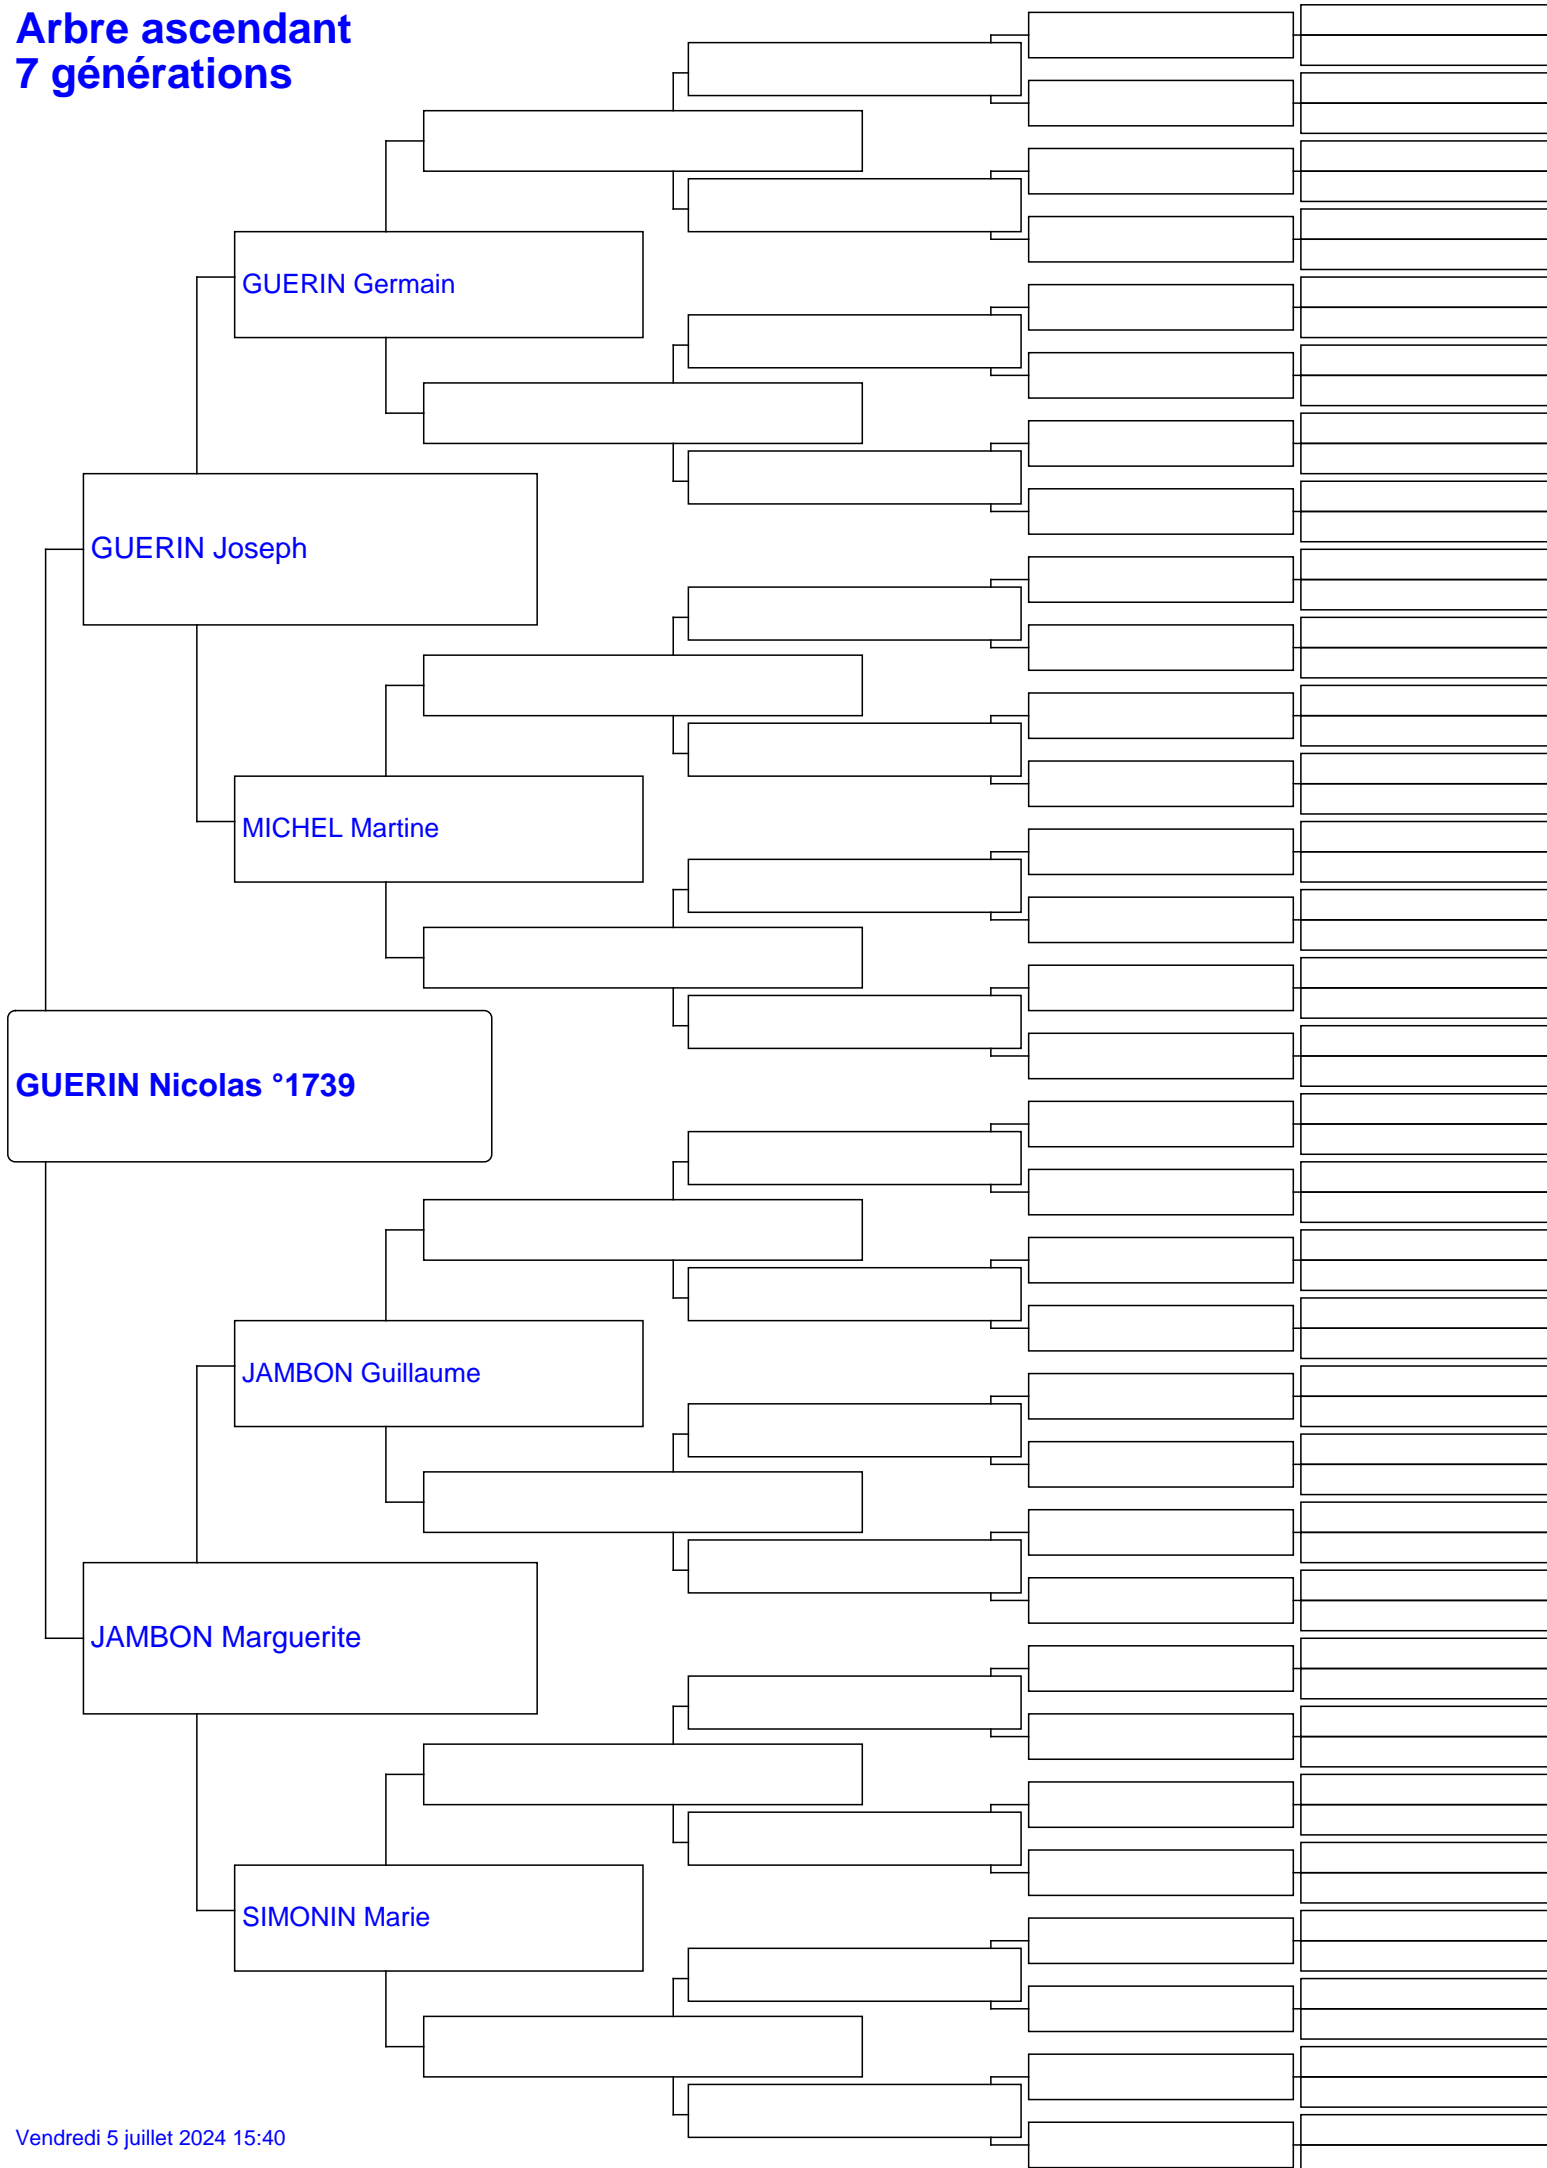 Arbre ascendant
7 générations
GUERIN Germain
GUERIN Joseph
MICHEL Martine
GUERIN Nicolas °1739
JAMBON Guillaume
JAMBON Marguerite
SIMONIN Marie
Vendredi 5 juillet 2024 15:40